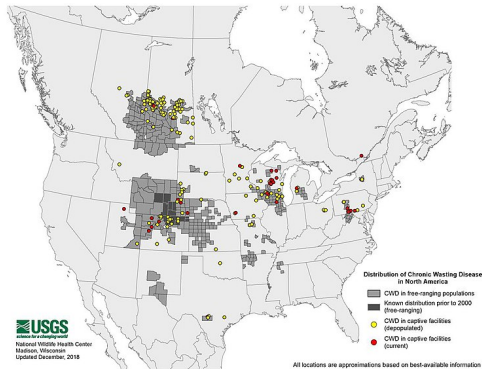 Distribution of Chronic Wasting Disease
in North America
CWD in free-ranging populations
Known distribution prior to 2000
(free-ranging)
CWD in captive facilities
(depopulated)
CWD in captive facilities
(current)
USGS
science for a changing world
National Wildlife Health Center
Madison, Wisconsin
Updated December, 2018
All locations are approximations based on best-available information